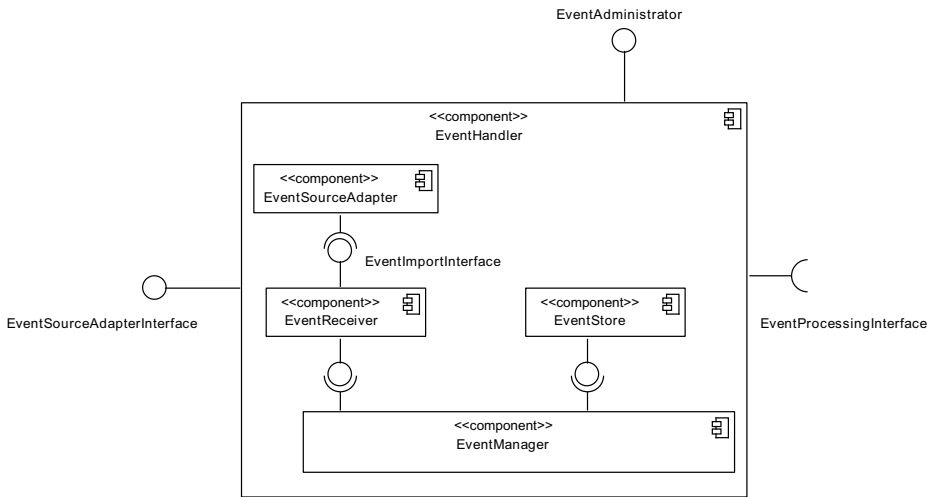 EventAdministrator
<<component>>
EventHandler
<<component>>
EventSourceAdapter
EventImportInterface
EventSourceAdapterInterface
<<component>>
EventReceiver
<<component>>
EventStore
EventProcessingInterface
<<component>>
EventManager